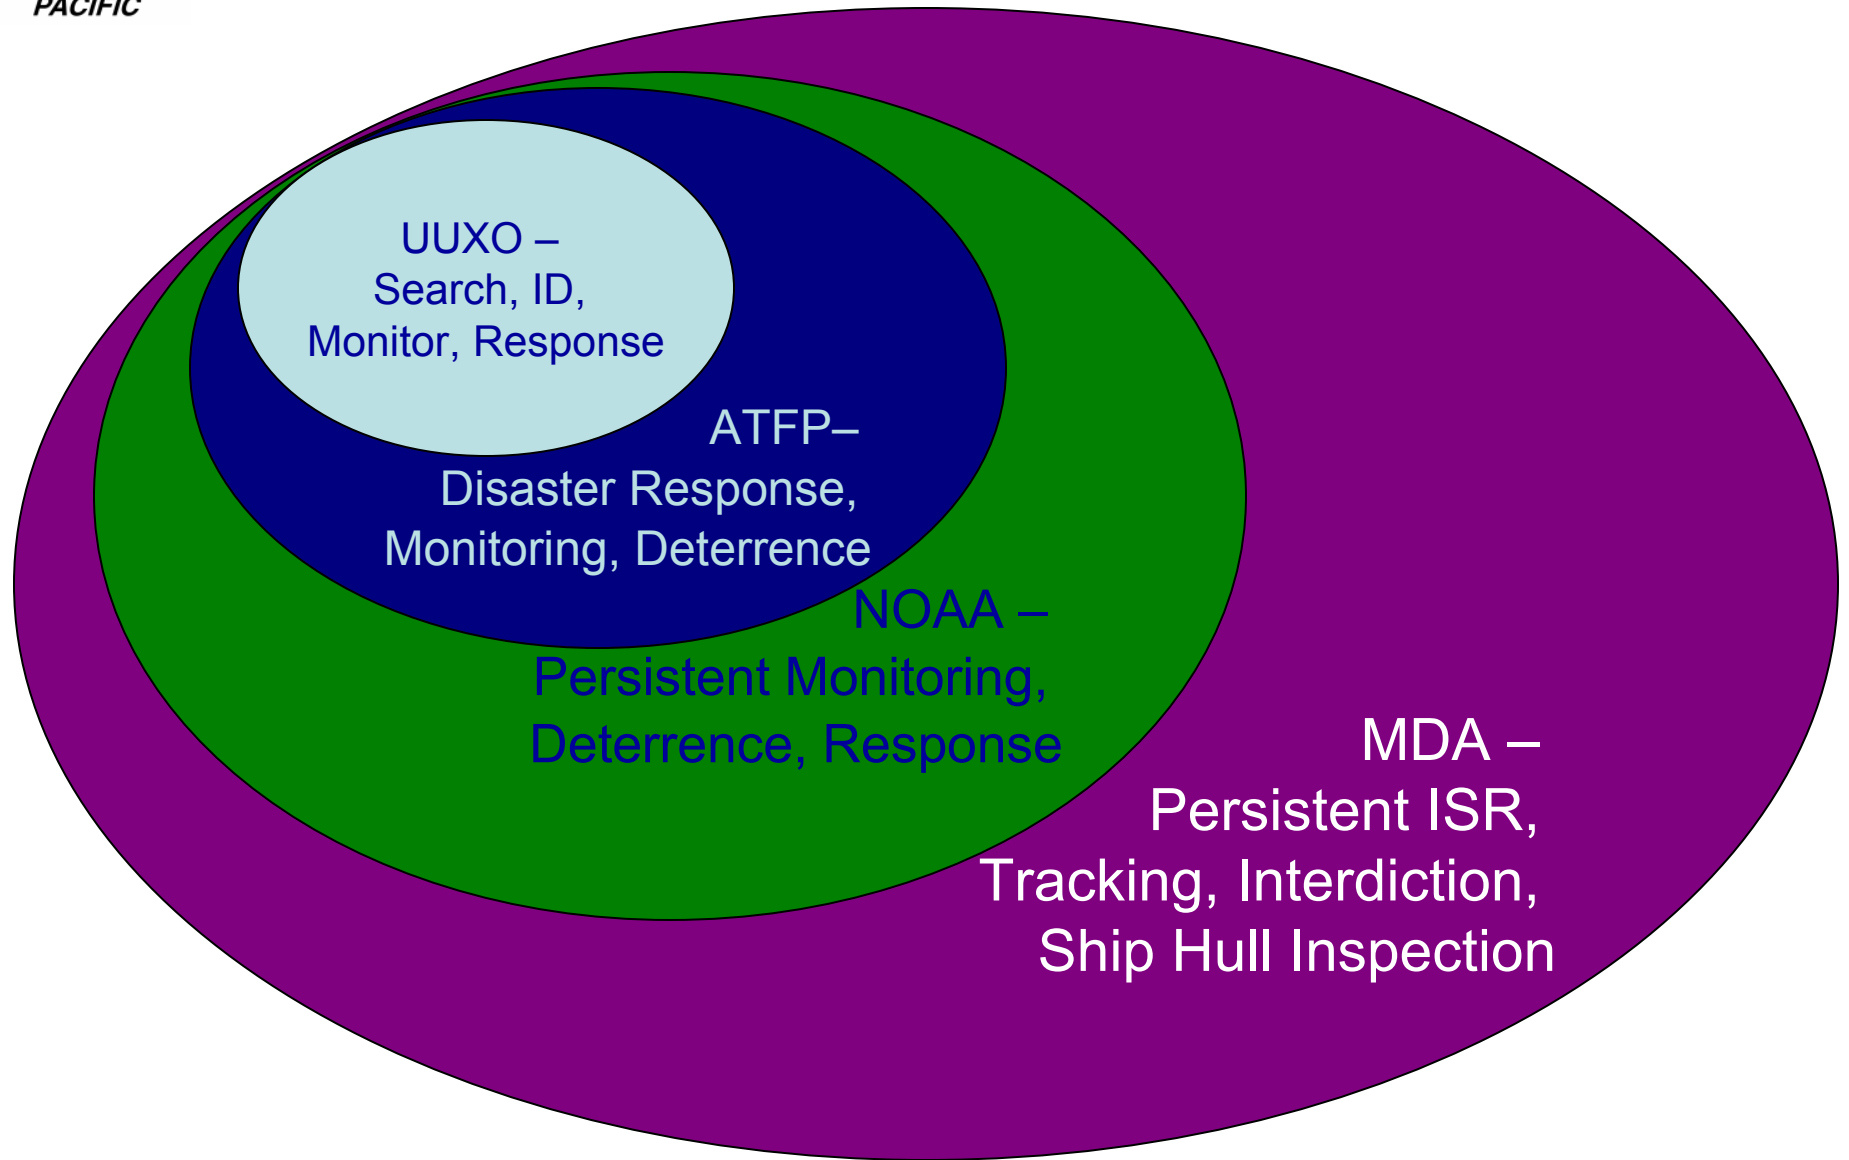 PACIFIC
UUXO –
Search, ID,
Monitor, Response
ATFP–
Disaster Response,
Monitoring, Deterrence
NOAA –
Persistent Monitoring,
Deterrence, Response
MDA –
Persistent ISR,
Tracking, Interdiction,
Ship Hull Inspection